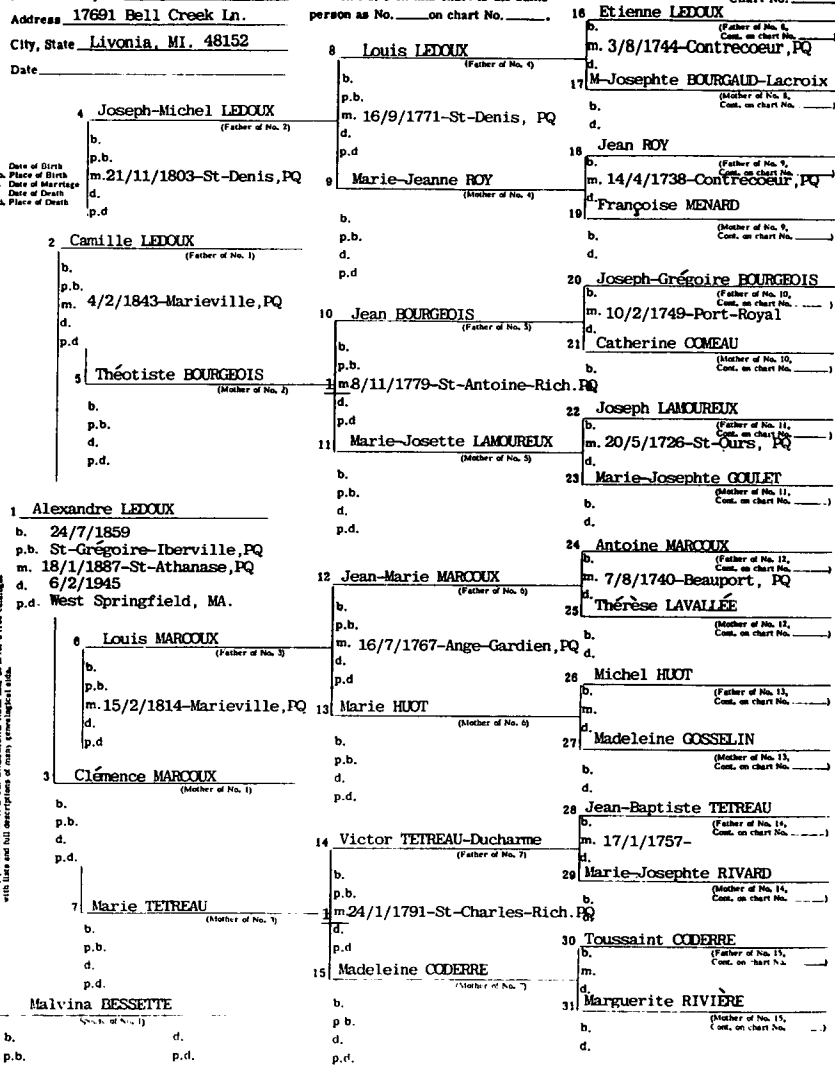 Address 17691 Bell Creek Ln.
City, State Livonia, MI. 48152
Date
person as No. on chart No. .
4 Joseph-Michel LEDOUX
(Father of No. 2)
b.
p.b.
m. 21/11/1803-St-Denis,PQ
d.
p.d
Date of Birth
Place of Birth
Date of Marriage
Date of Death
Place of Death
2 Camille LEDOUX
(Father of No. 1)
b.
p.b.
m. 4/2/1843-Marieville,PQ
d.
p.d
5 Théotiste BOURGEOIS
(Mother of No. 2)
b.
p.b.
d.
p.d.
1 Alexandre LEDOUX
b. 24/7/1859
p.b. St-Grégoire-Iberville,PQ
m. 18/1/1887-St-Athanase,PQ
d. 6/2/1945
p.d. West Springfield, MA.
6 Louis MARCOUX
(Father of No. 3)
b.
p.b.
m. 15/2/1814-Marieville,PQ
d.
p.d
3 Clémence MARCOUX
(Mother of No. 1)
b.
p.b.
d.
p.d.
7 Marie TETREAU
(Mother of No. 3)
b.
p.b.
d.
p.d.
Malvina BESSETTE
b. d.
p.b. p.d.
with lists and full descriptions of many genealogical aids.
8 Louis LEDOUX
(Father of No. 4)
b.
p.b.
m. 16/9/1771-St-Denis, PQ
d.
p.d
9 Marie-Jeanne ROY
(Mother of No. 4)
b.
p.b.
d.
p.d
10 Jean BOURGEOIS
(Father of No. 5)
b.
p.b.
1 m. 8/11/1779-St-Antoine-Rich.PQ
d.
p.d
11 Marie-Josette LAMOUREUX
(Mother of No. 5)
b.
p.b.
d.
p.d.
12 Jean-Marie MARCOUX
(Father of No. 6)
b.
p.b.
m. 16/7/1767-Ange-Gardien,PQ
d.
p.d
13 Marie HUOT
(Mother of No. 6)
b.
p.b.
d.
p.d.
14 Victor TETREAU-Ducharme
(Father of No. 7)
b.
p.b.
1 m. 24/1/1791-St-Charles-Rich.PQ
d.
p.d
15 Madeleine CODERRE
(Mother of No. 7)
b.
p b.
d.
p.d.
16 Etienne LEDOUX
b. (Father of No. 8,
Cont. on chart No. )
m. 3/8/1744-Contrecoeur,PQ
d.
17 M-Josephte BOURGAUD-Lacroix
(Mother of No. 8,
b. Cont. on chart No. )
d.
18 Jean ROY
b. (Father of No. 9,
Cont. on chart No. )
m. 14/4/1738-Contrecoeur,PQ
d.
19 Françoise MENARD
(Mother of No. 9,
b. Cont. on chart No. )
d.
20 Joseph-Grégoire BOURGEOIS
b. (Father of No. 10,
Cont. on chart No. )
m. 10/2/1749-Port-Royal
d.
21 Catherine COMEAU
(Mother of No. 10,
b. Cont. on chart No. )
d.
22 Joseph LAMOUREUX
b. (Father of No. 11,
Cont. on chart No. )
m. 20/5/1726-St-Ours, PQ
d.
23 Marie-Josephte GOULET
(Mother of No. 11,
b. Cont. on chart No. )
d.
24 Antoine MARCOUX
b. (Father of No. 12,
Cont. on chart No. )
m. 7/8/1740-Beauport, PQ
d.
25 Thérèse LAVALLÉE
(Mother of No. 12,
b. Cont. on chart No. )
d.
26 Michel HUOT
b. (Father of No. 13,
Cont. on chart No. )
m.
d.
27 Madeleine GOSSELIN
(Mother of No. 13,
b. Cont. on chart No. )
d.
28 Jean-Baptiste TETREAU
b. (Father of No. 14,
Cont. on chart No. )
m. 17/1/1757-
d.
29 Marie-Josephte RIVARD
(Mother of No. 14,
b. Cont. on chart No. )
d.
30 Toussaint CODERRE
b. (Father of No. 15,
Cont. on chart No. )
m.
d.
31 Marguerite RIVIÈRE
(Mother of No. 15,
b. Cont. on chart No. )
d.